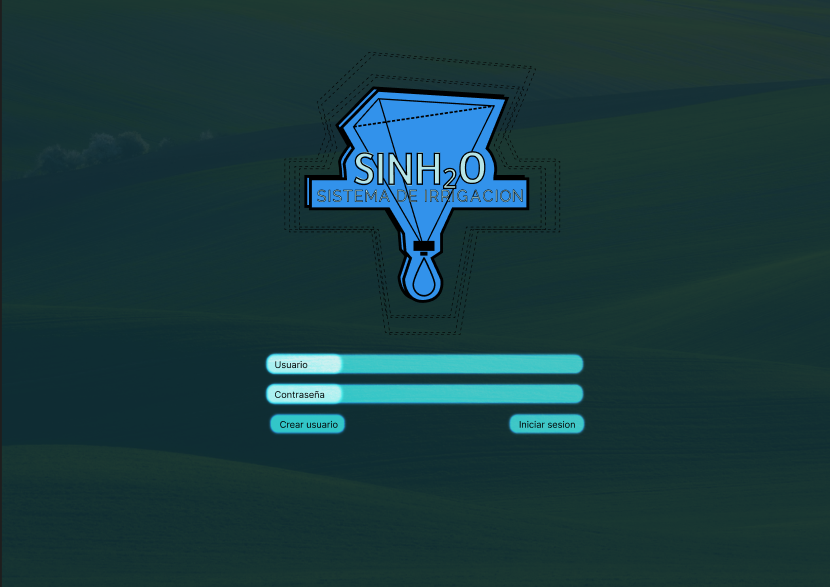 SINH₂O
SISTEMA DE IRRIGACION
Usuario
Contraseña
Crear usuario
Iniciar sesion